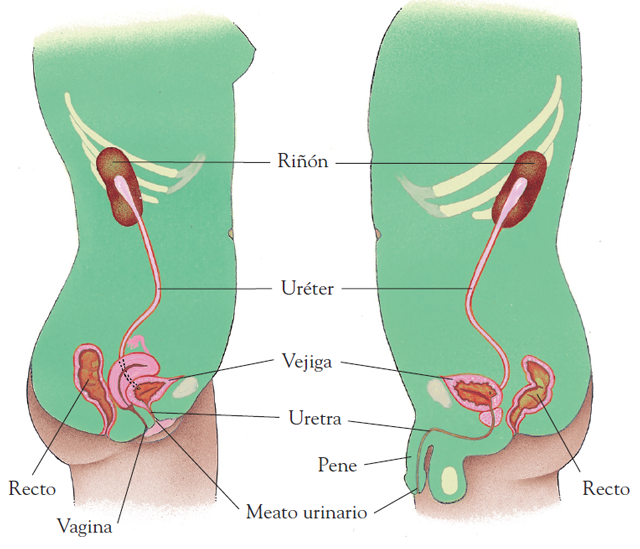 Riñón
Uréter
Vejiga
Uretra
Pene
Recto
Recto
Meato urinario
Vagina